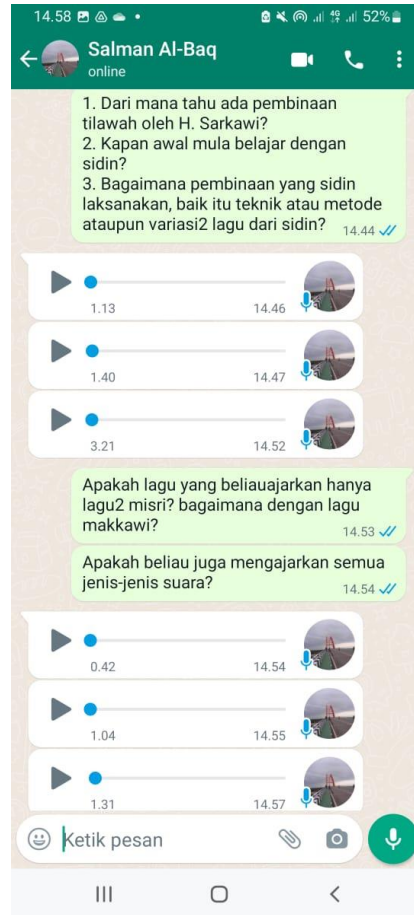 14.58 52%
Salman Al-Baq
online
1. Dari mana tahu ada pembinaan
tilawah oleh H. Sarkawi?
2. Kapan awal mula belajar dengan
sidin?
3. Bagaimana pembinaan yang sidin
laksanakan, baik itu teknik atau metode
ataupun variasi2 lagu dari sidin?
14.44
1.13 14.46
1.40 14.47
3.21 14.52
Apakah lagu yang beliauajarkan hanya
lagu2 misri? bagaimana dengan lagu
makkawi?
14.53
Apakah beliau juga mengajarkan semua
jenis-jenis suara?
14.54
0.42 14.54
1.04 14.55
1.31 14.57
Ketik pesan